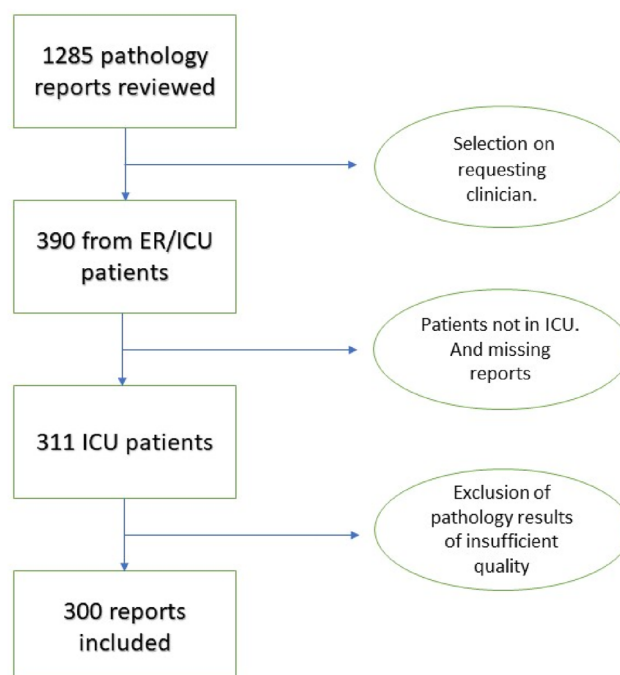 1285 pathology
reports reviewed
Selection on
requesting
clinician.
390 from ER/ICU
patients
Patients not in ICU.
And missing
reports
311 ICU patients
Exclusion of
pathology results
of insufficient
quality
300 reports
included